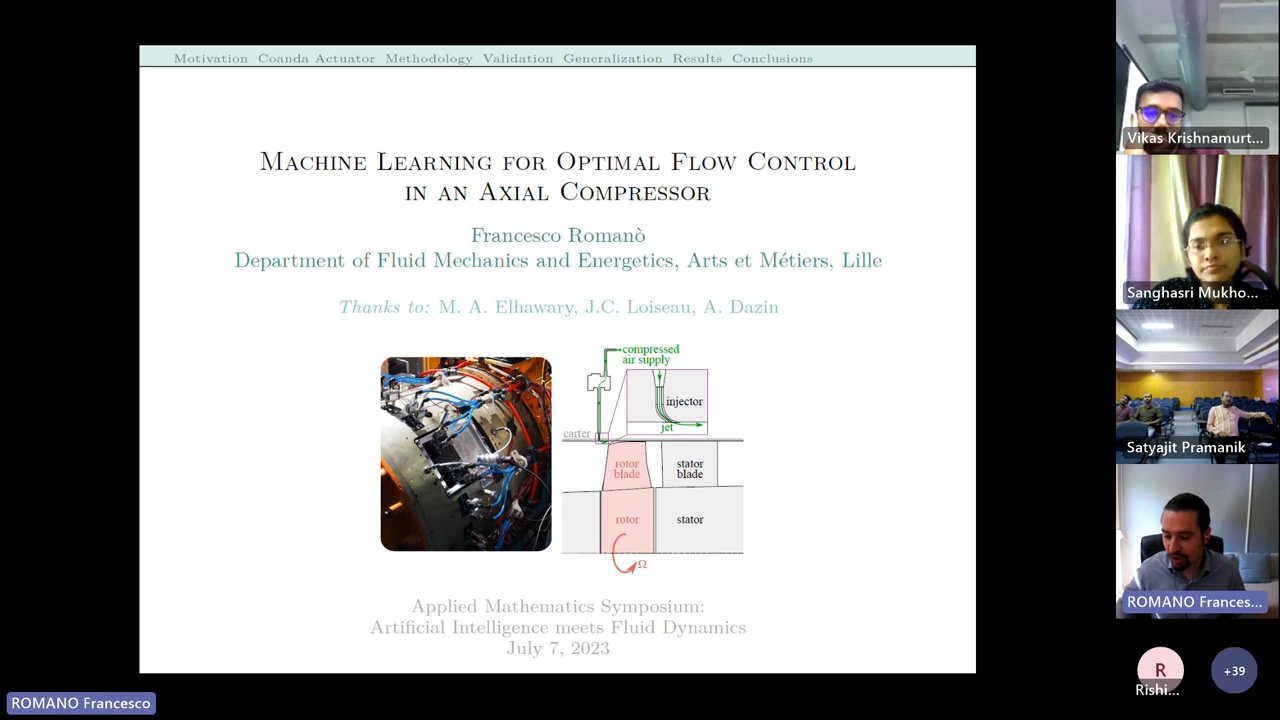 Motivation Coanda Actuator Methodology Validation Generalization Results Conclusions
MACHINE LEARNING FOR OPTIMAL FLOW CONTROL
IN AN AXIAL COMPRESSOR
Francesco Romanò
Department of Fluid Mechanics and Energetics, Arts et Métiers, Lille
Thanks to: M. A. Elhawary, J.C. Loiseau, A. Dazin
compressed
air supply
injector
jet
carter
rotor
blade
stator
blade
rotor
stator
Ω
Applied Mathematics Symposium:
Artificial Intelligence meets Fluid Dynamics
July 7, 2023
ROMANO Francesco
Vikas Krishnamurt...
Sanghasri Mukho...
Satyajit Pramanik
ROMANO Frances...
R
Rishi...
+39